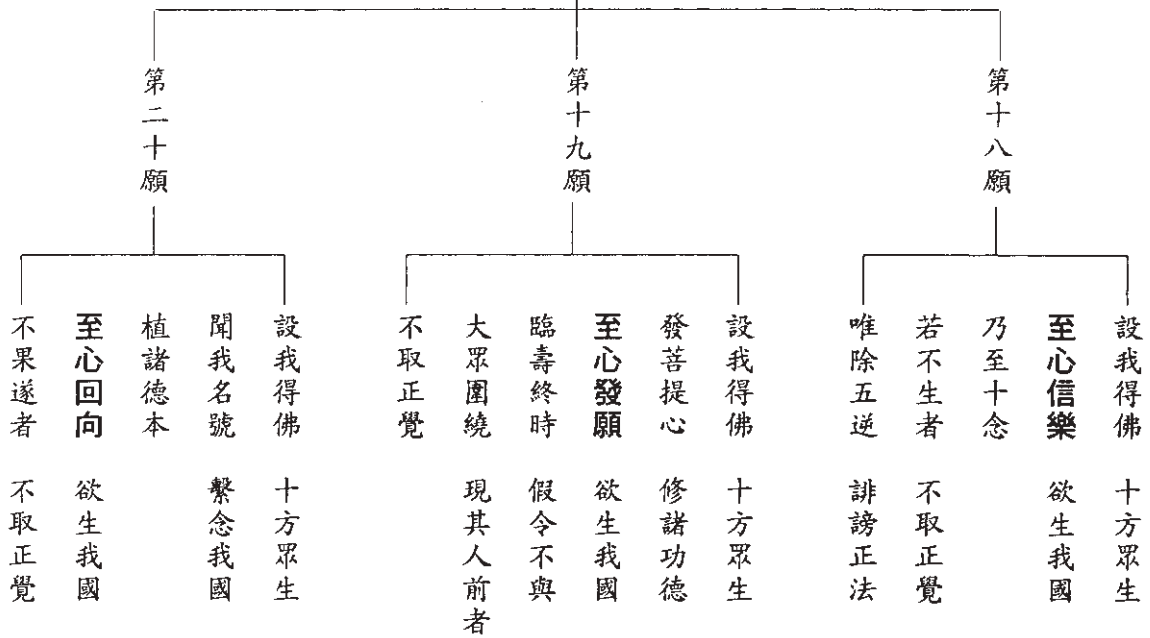 第十八願
設我得佛　十方眾生
至心信樂　欲生我國
乃至十念
若不生者　不取正覺
唯除五逆　誹謗正法
第十九願
設我得佛　十方眾生
發菩提心　修諸功德
至心發願　欲生我國
臨壽終時　假令不與
大眾圍繞　現其人前者
不取正覺
第二十願
設我得佛　十方眾生
聞我名號　繫念我國
植諸德本
至心回向　欲生我國
不果遂者　不取正覺